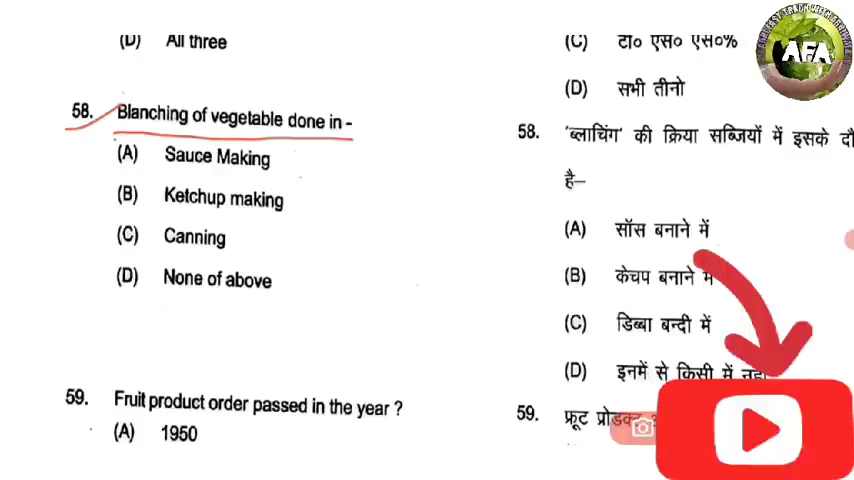 (D) All three
58. Blanching of vegetable done in -
(A) Sauce Making
(B) Ketchup making
(C) Canning
(D) None of above
59. Fruit product order passed in the year ?
(A) 1950
(C) टा० एस० एस०%
(D) सभी तीनो
58. 'ब्लाचिंग' की क्रिया सब्जियों में इसके
है–
(A) सॉस बनाने में
(B) केचप बनाने में
(C) डिब्बा बन्दी में
(D) इनमें से किसी में नहीं
59. फ्रूट प्रोडक्ट
AFA